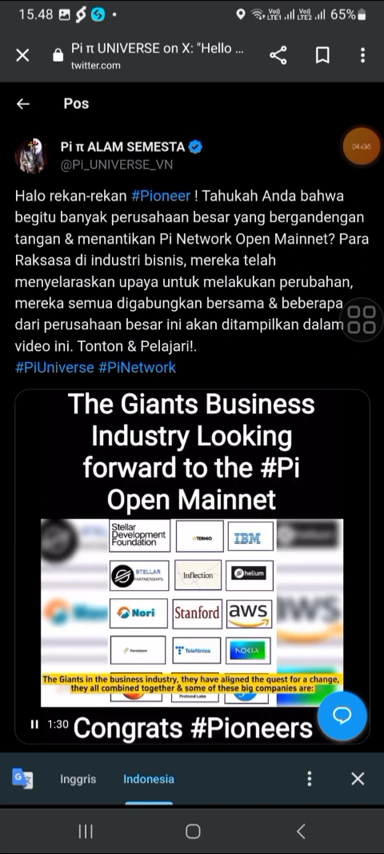 15.48
65%
Pi π UNIVERSE on X: "Hello ...
twitter.com
Pos
Pi π ALAM SEMESTA
@Pi_UNIVERSE_VN
04:36
Halo rekan-rekan #Pioneer ! Tahukah Anda bahwa
begitu banyak perusahaan besar yang bergandengan
tangan & menantikan Pi Network Open Mainnet? Para
Raksasa di industri bisnis, mereka telah
menyelaraskan upaya untuk melakukan perubahan,
mereka semua digabungkan bersama & beberapa
dari perusahaan besar ini akan ditampilkan dalam
video ini. Tonton & Pelajari!.
#PiUniverse #PiNetwork
The Giants Business
Industry Looking
forward to the #Pi
Open Mainnet
Stellar
Development
Foundation
TERNIO
IBM
STELLAR
PARTNERSHIPS
Inflection
helium
Nori
Stanford
aws
Telefónica
NOKIA
The Giants in the business industry, they have aligned the quest for a change,
they all combined together & some of these big companies are:
Protocol Labs
1:30
Congrats #Pioneers
Inggris
Indonesia